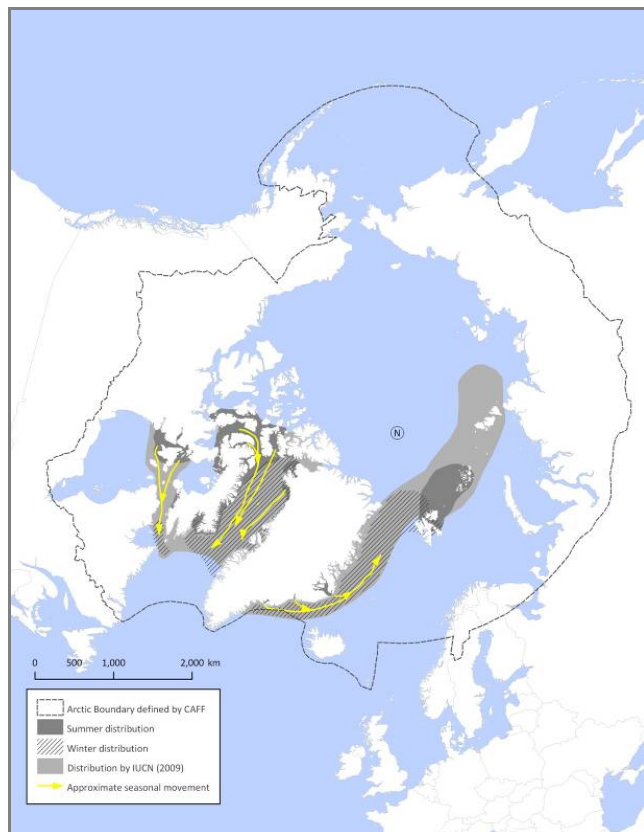 N
0 500 1,000 2,000 km
Arctic Boundary defined by CAFF
Summer distribution
Winter distribution
Distribution by IUCN (2009)
Approximate seasonal movement